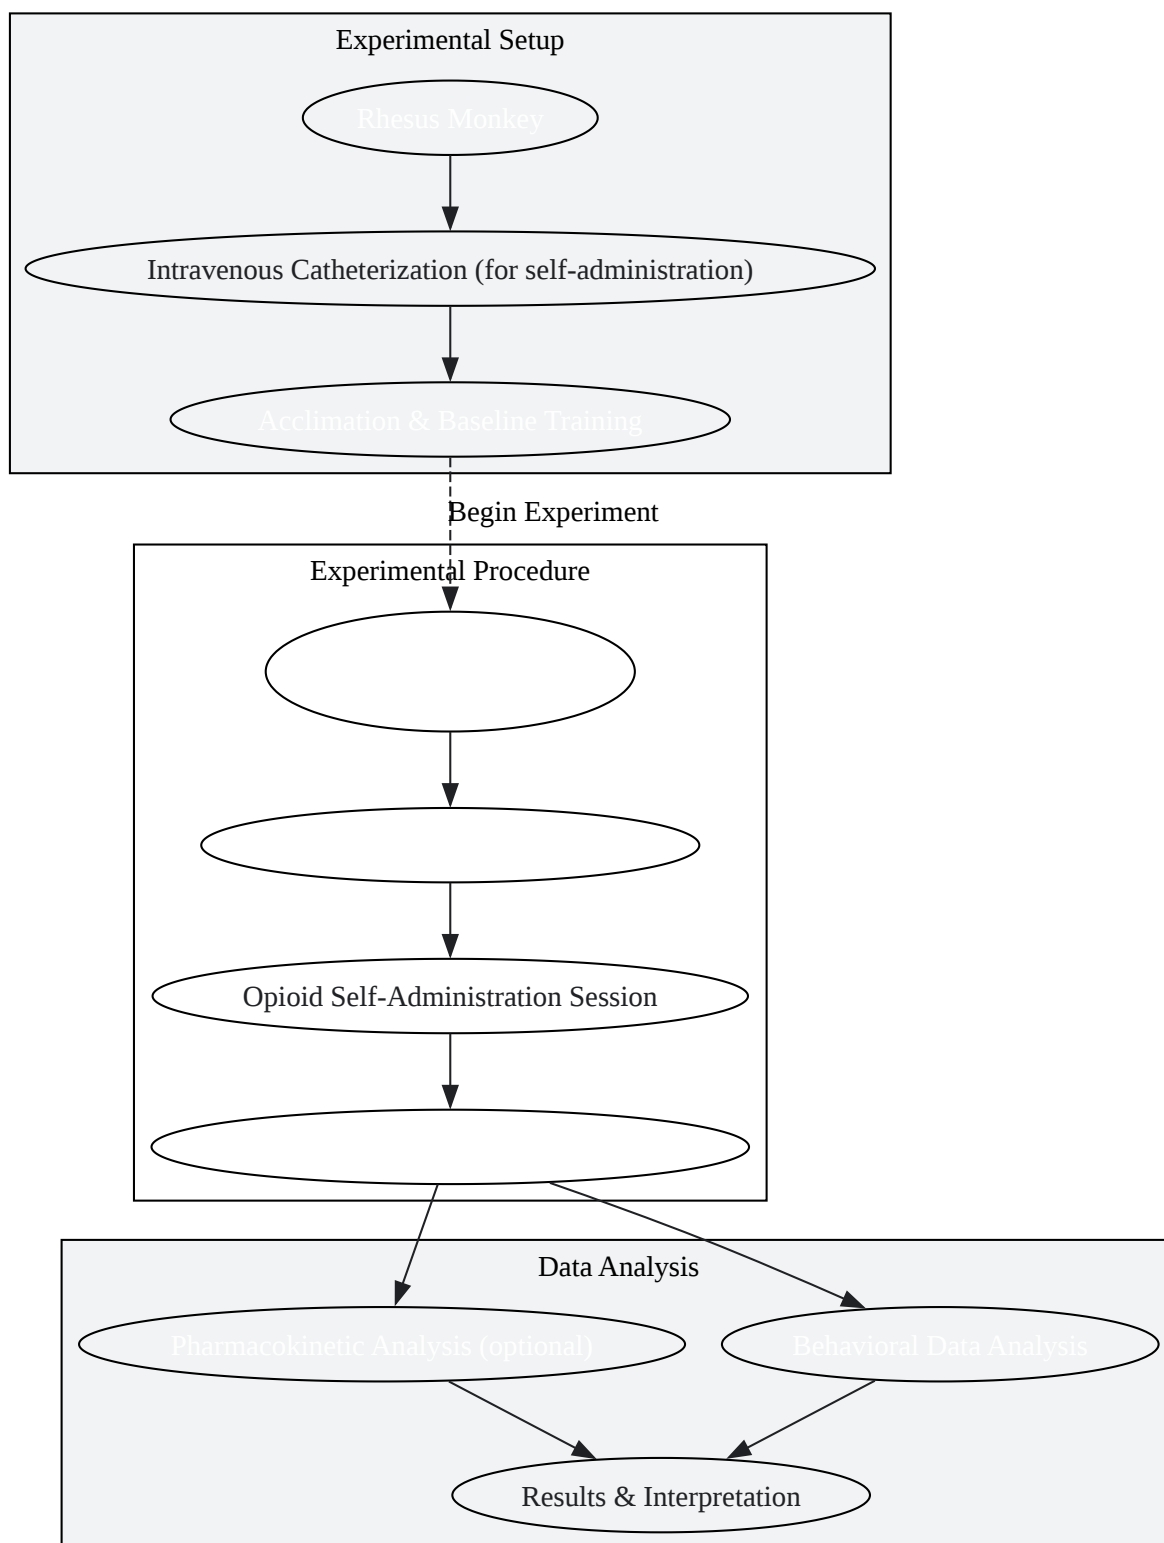 Experimental Setup
Rhesus Monkey
Intravenous Catheterization (for self-administration)
Acclimation & Baseline Training
Begin Experiment
Experimental Procedure
Opioid Self-Administration Session
Data Analysis
Pharmacokinetic Analysis (optional)
Behavioral Data Analysis
Results & Interpretation